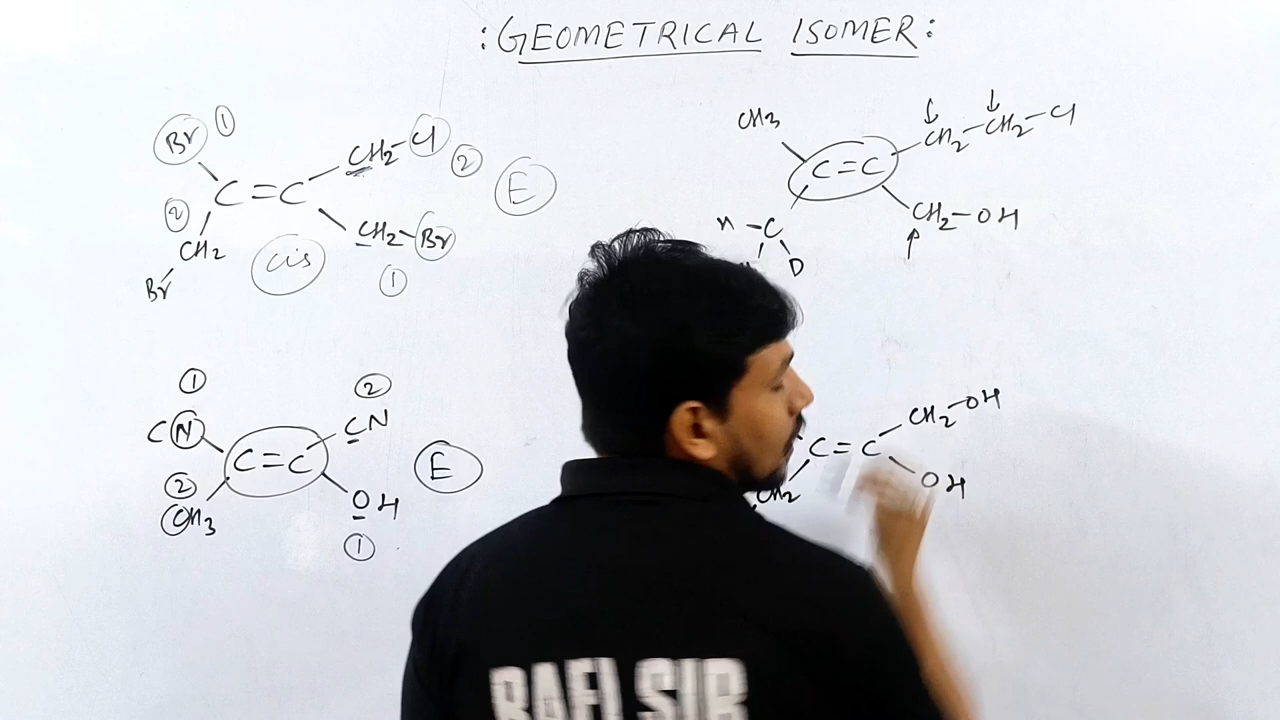 : GEOMETRICAL ISOMER :
Br 1
CH2-Cl
2
C=C
E
2
CH2
Br
cis
CH2-Br
1
CH3
CH2-CH2-Cl
C=C
CH2-OH
H-C
D
1
2
CN
CN
C=C
E
2
CH3
OH
1
CH2-OH
C=C
CH2
OH
RAFI SIR